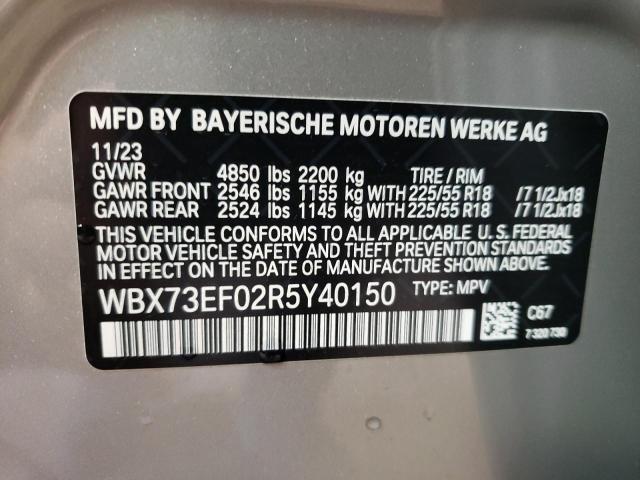 MFD BY BAYERISCHE MOTOREN WERKE AG
11/23
GVWR 4850 lbs 2200 kg TIRE / RIM
GAWR FRONT 2546 lbs 1155 kg WITH 225/55 R18 /7 1/2Jx18
GAWR REAR 2524 lbs 1145 kg WITH 225/55 R18 /7 1/2Jx18
THIS VEHICLE CONFORMS TO ALL APPLICABLE U. S. FEDERAL
MOTOR VEHICLE SAFETY AND THEFT PREVENTION STANDARDS
IN EFFECT ON THE DATE OF MANUFACTURE SHOWN ABOVE.
WBX73EF02R5Y40150 TYPE: MPV
C67
7 320 730